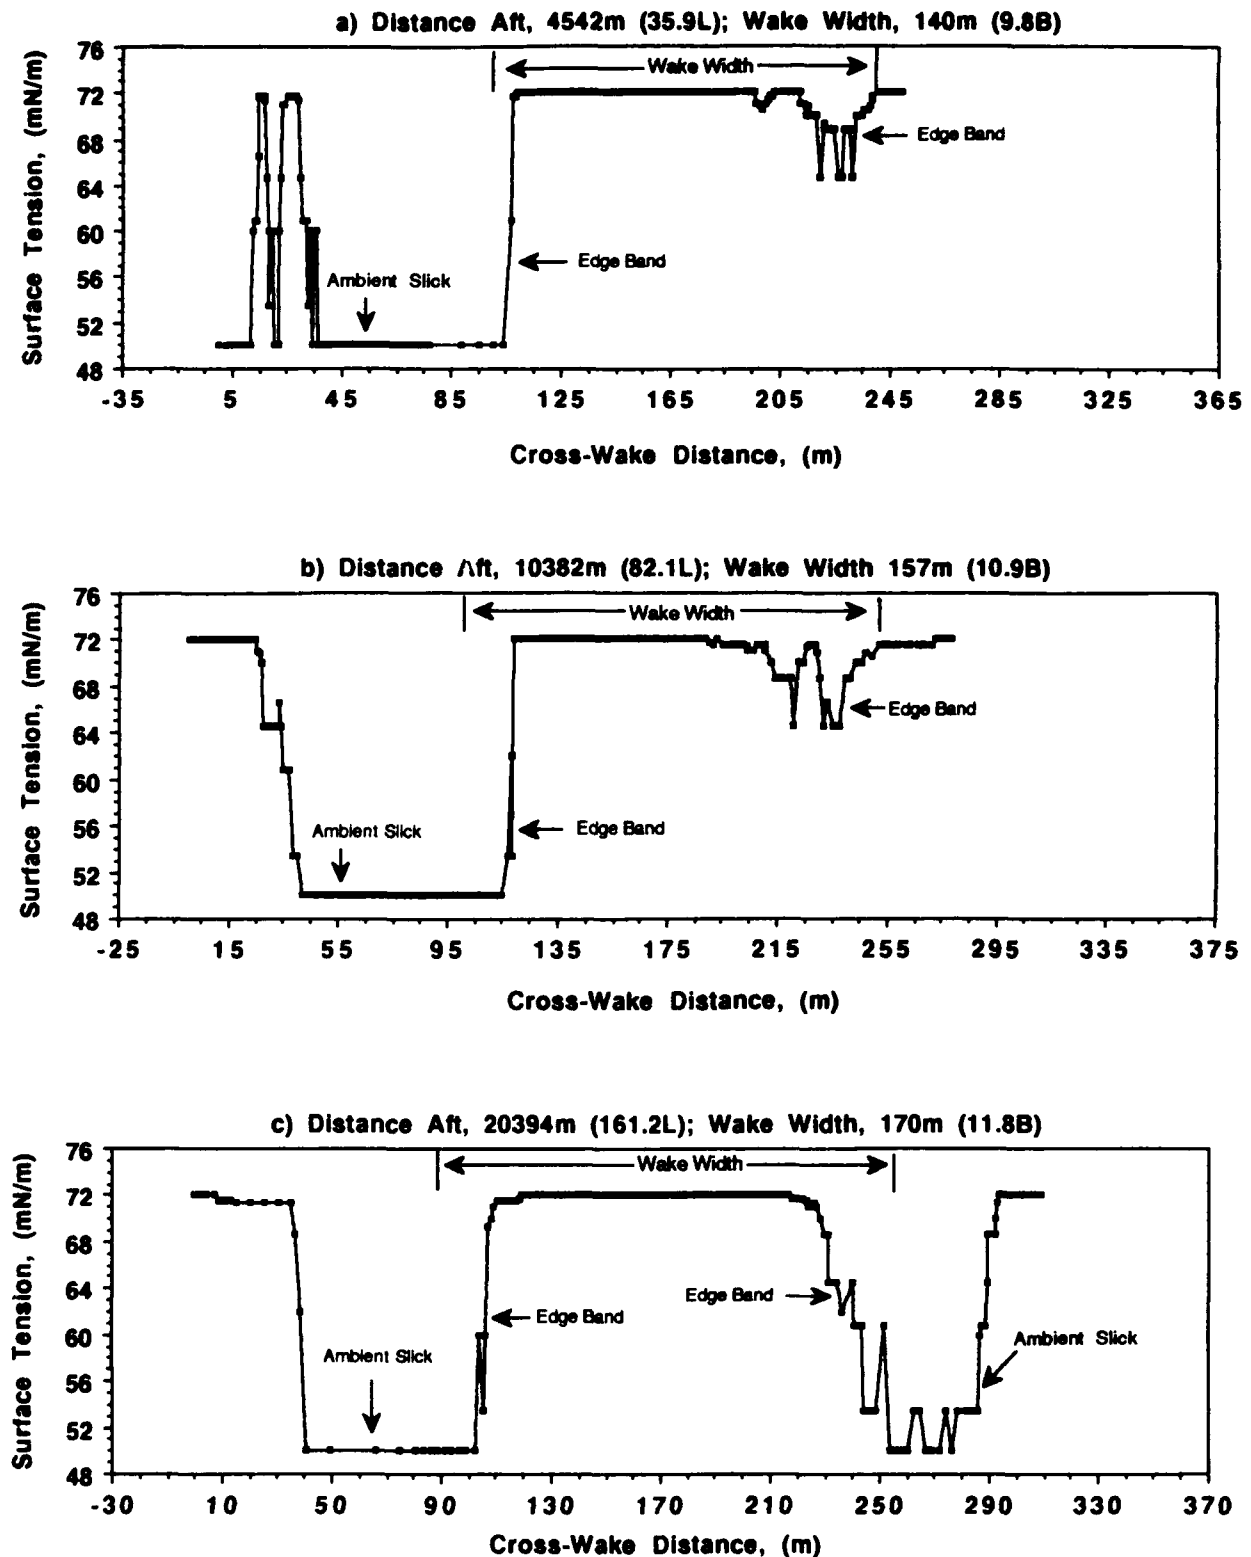 a) Distance Aft, 4542m (35.9L); Wake Width, 140m (9.8B)
Surface Tension, (mN/m)
76
72
68
64
60
56
52
48
Wake Width
Edge Band
Edge Band
Ambient Slick
-35 5 45 85 125 165 205 245 285 325 365
Cross-Wake Distance, (m)
b) Distance Aft, 10382m (82.1L); Wake Width 157m (10.9B)
Surface Tension, (mN/m)
76
72
68
64
60
56
52
48
Wake Width
Edge Band
Edge Band
Ambient Slick
-25 15 55 95 135 175 215 255 295 335 375
Cross-Wake Distance, (m)
c) Distance Aft, 20394m (161.2L); Wake Width, 170m (11.8B)
Surface Tension, (mN/m)
76
72
68
64
60
56
52
48
Wake Width
Edge Band
Edge Band
Ambient Slick
Ambient Slick
-30 10 50 90 130 170 210 250 290 330 370
Cross-Wake Distance, (m)